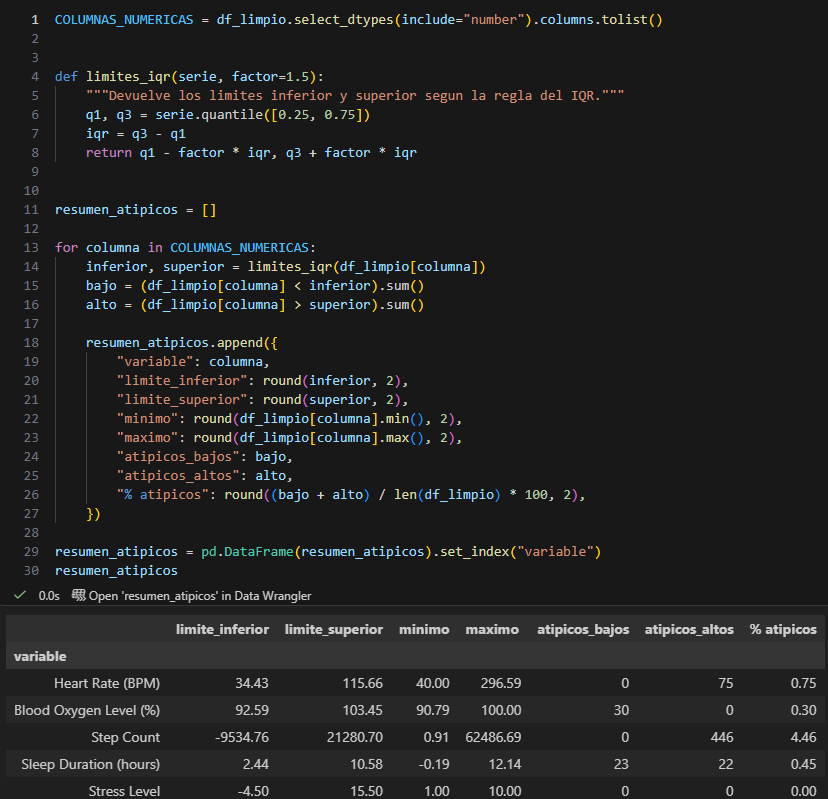 1 COLUMNAS_NUMERICAS = df_limpio.select_dtypes(include="number").columns.tolist()
2
3
4 def limites_iqr(serie, factor=1.5):
5     """Devuelve los limites inferior y superior segun la regla del IQR."""
6     q1, q3 = serie.quantile([0.25, 0.75])
7     iqr = q3 - q1
8     return q1 - factor * iqr, q3 + factor * iqr
9
10
11 resumen_atipicos = []
12
13 for columna in COLUMNAS_NUMERICAS:
14     inferior, superior = limites_iqr(df_limpio[columna])
15     bajo = (df_limpio[columna] < inferior).sum()
16     alto = (df_limpio[columna] > superior).sum()
17
18     resumen_atipicos.append({
19         "variable": columna,
20         "limite_inferior": round(inferior, 2),
21         "limite_superior": round(superior, 2),
22         "minimo": round(df_limpio[columna].min(), 2),
23         "maximo": round(df_limpio[columna].max(), 2),
24         "atipicos_bajos": bajo,
25         "atipicos_altos": alto,
26         "% atipicos": round((bajo + alto) / len(df_limpio) * 100, 2),
27     })
28
29 resumen_atipicos = pd.DataFrame(resumen_atipicos).set_index("variable")
30 resumen_atipicos
0.0s Open 'resumen_atipicos' in Data Wrangler
limite_inferior limite_superior minimo maximo atipicos_bajos atipicos_altos % atipicos
variable
Heart Rate (BPM) 34.43 115.66 40.00 296.59 0 75 0.75
Blood Oxygen Level (%) 92.59 103.45 90.79 100.00 30 0 0.30
Step Count -9534.76 21280.70 0.91 62486.69 0 446 4.46
Sleep Duration (hours) 2.44 10.58 -0.19 12.14 23 22 0.45
Stress Level -4.50 15.50 1.00 10.00 0 0 0.00